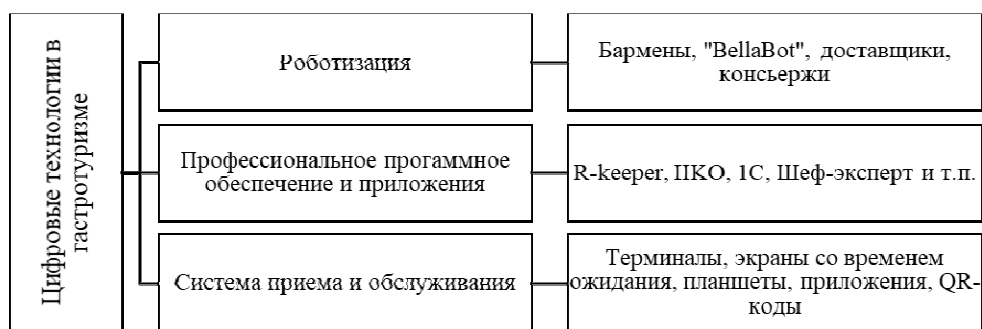 Цифровые технологии в
гастротуризме
Роботизация
Бармены, "BellaBot", доставщики,
консьержи
Профессиональное прогаммное
обеспечение и приложения
R-keeper, IIKO, 1C, Шеф-эксперт и т.п.
Система приема и обслуживания
Терминалы, экраны со временем
ожидания, планшеты, приложения, QR-
коды